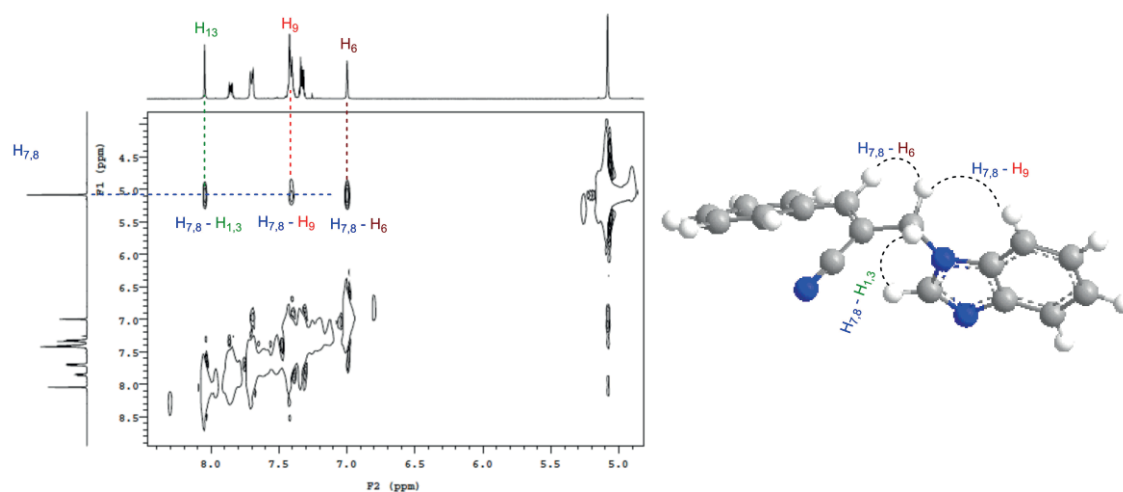 H13
H9
H6
H7,8
F1 (ppm)
4.5
5.0
5.5
6.0
6.5
7.0
7.5
8.0
8.5
H7,8 - H1,3
H7,8 - H9
H7,8 - H6
8.0
7.5
7.0
6.5
6.0
5.5
5.0
F2 (ppm)
H7,8 - H6
H7,8 - H9
H7,8 - H1,3